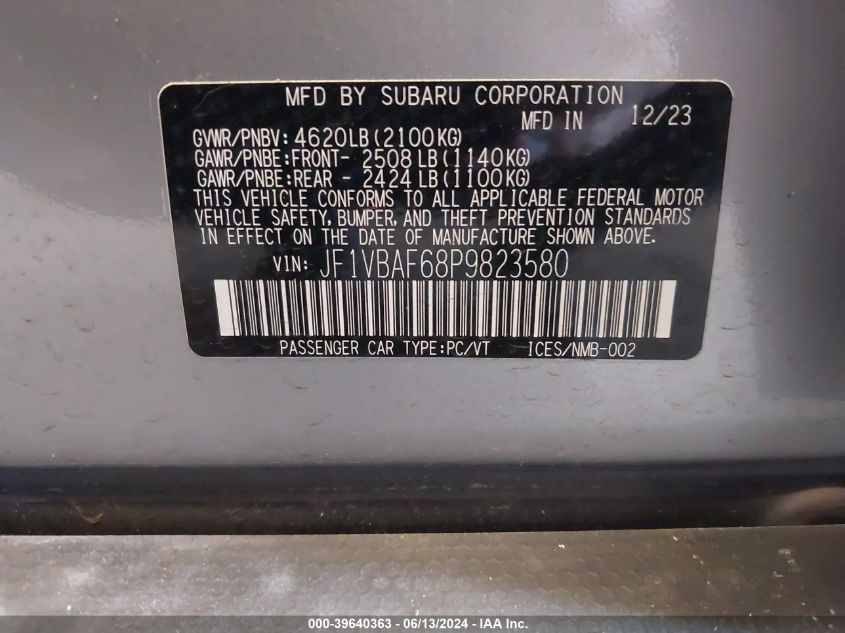 MFD BY SUBARU CORPORATION
MFD IN 12/23
GVWR/PNBV: 4620LB(2100KG)
GAWR/PNBE:FRONT- 2508 LB(1140KG)
GAWR/PNBE:REAR - 2424 LB(1100KG)
THIS VEHICLE CONFORMS TO ALL APPLICABLE FEDERAL MOTOR
VEHICLE SAFETY, BUMPER, AND THEFT PREVENTION STANDARDS
IN EFFECT ON THE DATE OF MANUFACTURE SHOWN ABOVE.
VIN: JF1VBAF68P9823580
PASSENGER CAR TYPE:PC/VT ICES/NMB-002
000-39640363 - 06/13/2024 - IAA Inc.